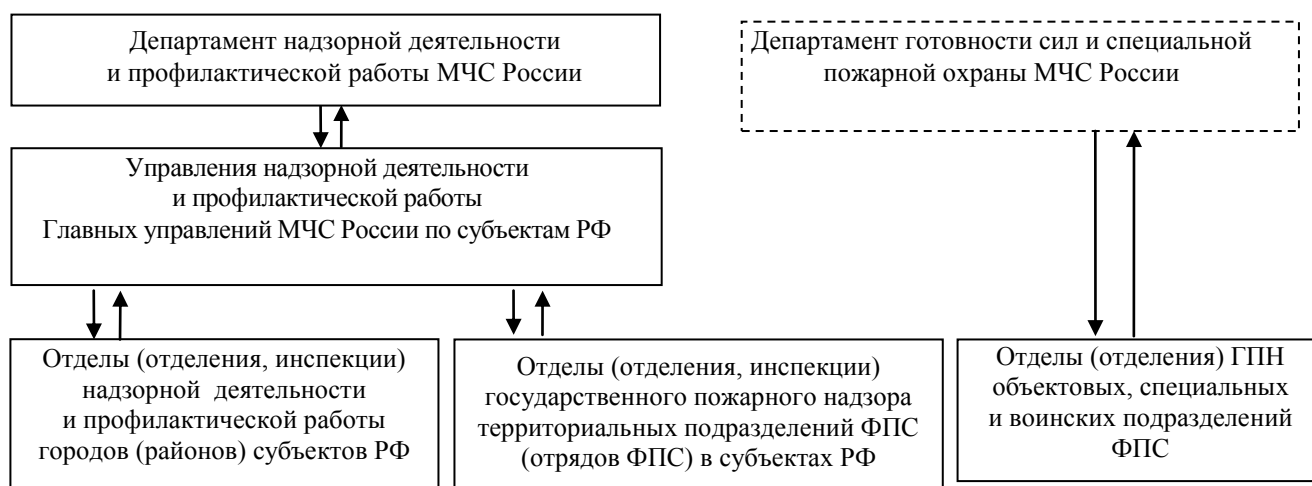 Департамент надзорной деятельности
и профилактической работы МЧС России
Департамент готовности сил и специальной
пожарной охраны МЧС России
Управления надзорной деятельности
и профилактической работы
Главных управлений МЧС России по субъектам РФ
Отделы (отделения, инспекции)
надзорной деятельности
и профилактической работы
городов (районов) субъектов РФ
Отделы (отделения, инспекции)
государственного пожарного надзора
территориальных подразделений ФПС
(отрядов ФПС) в субъектах РФ
Отделы (отделения) ГПН
объектовых, специальных
и воинских подразделений
ФПС